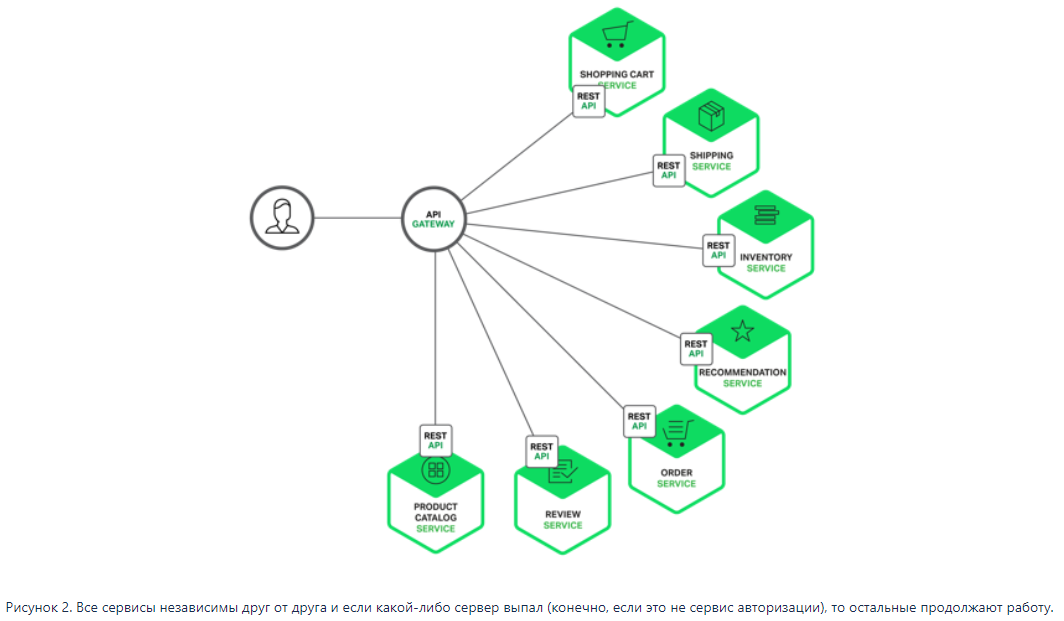 SHOPPING CART
SERVICE
REST
API
SHIPPING
SERVICE
REST
API
API
GATEWAY
INVENTORY
SERVICE
REST
API
RECOMMENDATION
SERVICE
REST
API
ORDER
SERVICE
REST
API
REVIEW
SERVICE
REST
API
PRODUCT
CATALOG
SERVICE
REST
API
Рисунок 2. Все сервисы независимы друг от друга и если какой-либо сервер выпал (конечно, если это не сервис авторизации), то остальные продолжают работу.